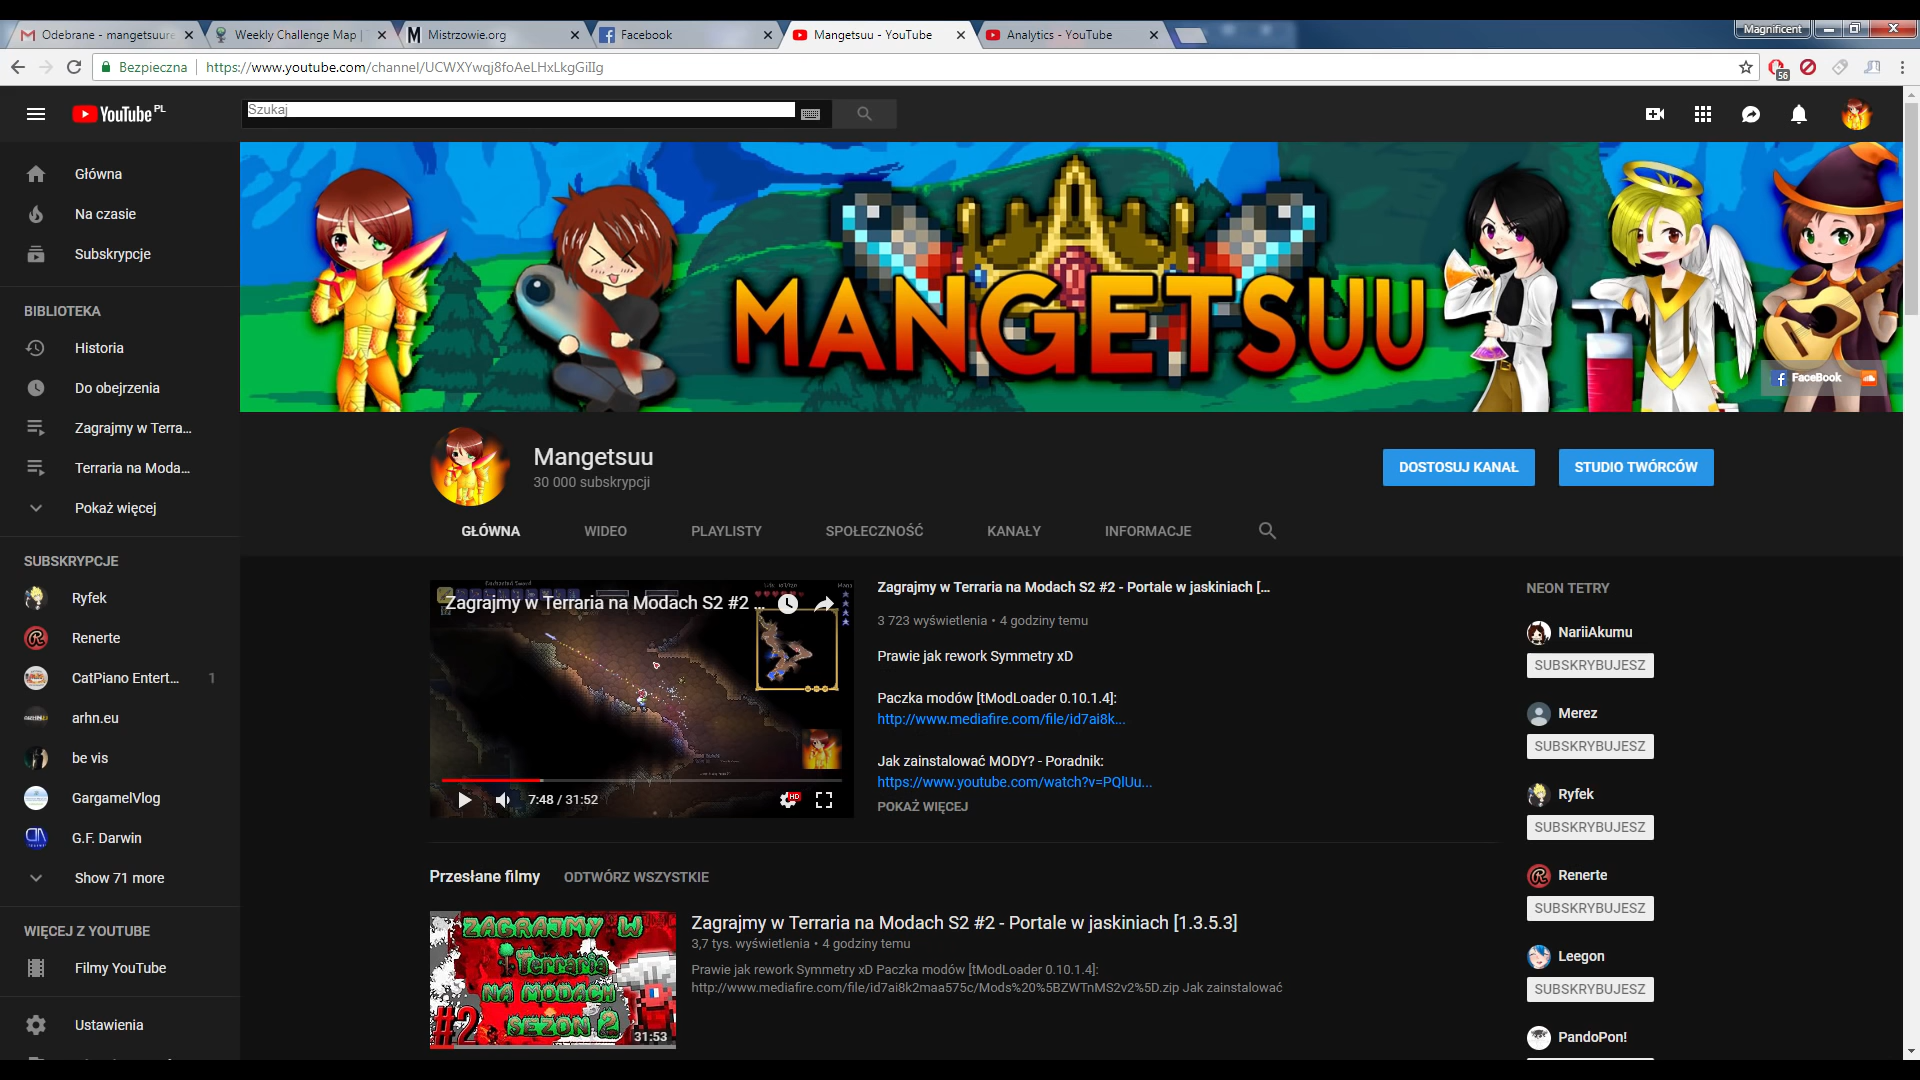 Odebrane - mangetsuure
Weekly Challenge Map |
Mistrzowie.org
Facebook
Mangetsuu - YouTube
Analytics - YouTube
Magnificent
Bezpieczna
https://www.youtube.com/channel/UCWXYwqj8foAeLHxLkgGiIIg
56
YouTube PL
Szukaj
Główna
Na czasie
Subskrypcje
BIBLIOTEKA
Historia
Do obejrzenia
Zagrajmy w Terra...
Terraria na Moda...
Pokaż więcej
SUBSKRYPCJE
Ryfek
Renerte
CatPiano Entert... 1
arhn.eu
be vis
GargamelVlog
G.F. Darwin
Show 71 more
WIĘCEJ Z YOUTUBE
Filmy YouTube
Ustawienia
MANGETSUU
FaceBook
Mangetsuu
30 000 subskrypcji
DOSTOSUJ KANAŁ
STUDIO TWÓRCÓW
GŁÓWNA
WIDEO
PLAYLISTY
SPOŁECZNOŚĆ
KANAŁY
INFORMACJE
Zagrajmy w Terraria na Modach S2 #2 ...
7:48 / 31:52
HD
Zagrajmy w Terraria na Modach S2 #2 - Portale w jaskiniach [...
3 723 wyświetlenia • 4 godziny temu
Prawie jak rework Symmetry xD
Paczka modów [tModLoader 0.10.1.4]:
http://www.mediafire.com/file/id7ai8k...
Jak zainstalować MODY? - Poradnik:
https://www.youtube.com/watch?v=PQlUu...
POKAŻ WIĘCEJ
Przesłane filmy
ODTWÓRZ WSZYSTKIE
ZAGRAJMY W
Terraria
NA MODACH
SEZON 2
#2
31:53
Zagrajmy w Terraria na Modach S2 #2 - Portale w jaskiniach [1.3.5.3]
3,7 tys. wyświetlenia • 4 godziny temu
Prawie jak rework Symmetry xD Paczka modów [tModLoader 0.10.1.4]:
http://www.mediafire.com/file/id7ai8k2maa575c/Mods%20%5BZWTnMS2v2%5D.zip Jak zainstalować
NEON TETRY
NariiAkumu
SUBSKRYBUJESZ
Merez
SUBSKRYBUJESZ
Ryfek
SUBSKRYBUJESZ
Renerte
SUBSKRYBUJESZ
Leegon
SUBSKRYBUJESZ
PandoPon!